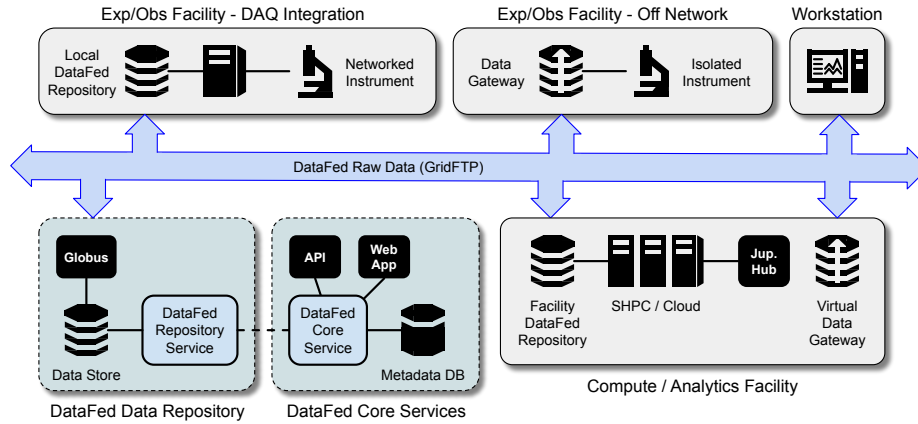 Exp/Obs Facility - DAQ Integration
Exp/Obs Facility - Off Network
Workstation
Local
DataFed
Repository
Networked
Instrument
Data
Gateway
Isolated
Instrument
DataFed Raw Data (GridFTP)
Globus
DataFed
Repository
Service
Data Store
API
Web
App
DataFed
Core
Service
Metadata DB
Facility
DataFed
Repository
SHPC / Cloud
Jup.
Hub
Virtual
Data
Gateway
DataFed Data Repository
DataFed Core Services
Compute / Analytics Facility